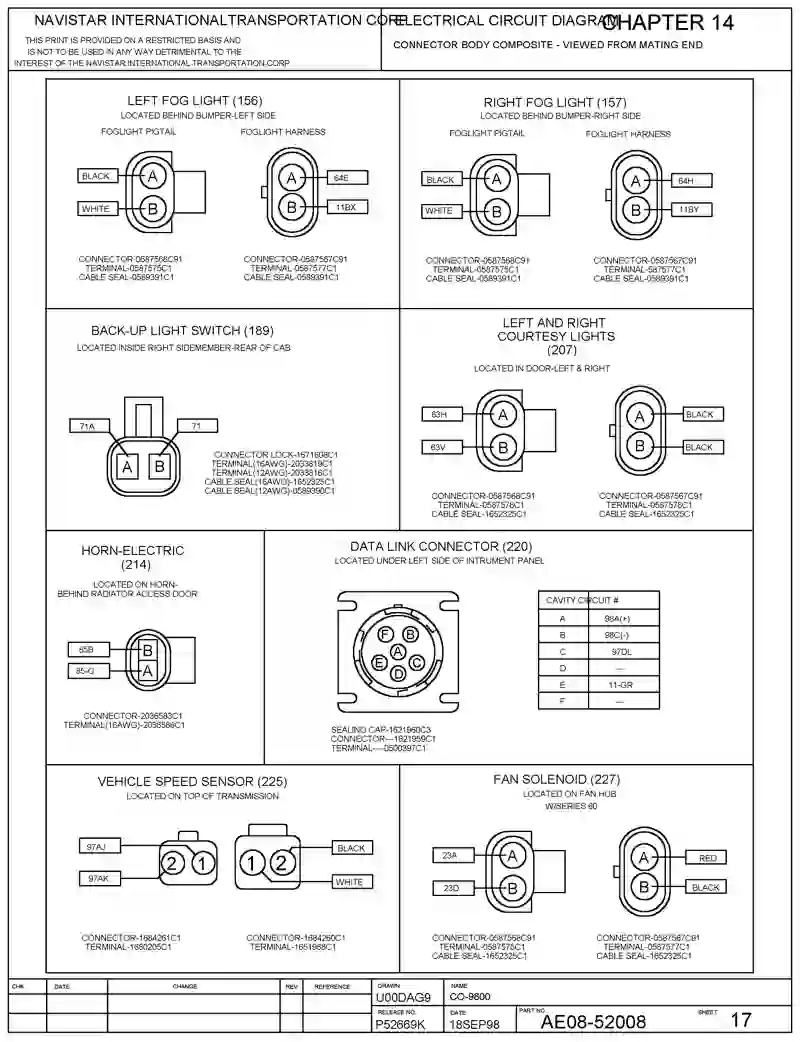 NAVISTAR INTERNATIONALTRANSPORTATION CORP.
ELECTRICAL CIRCUIT DIAGRAM
CHAPTER 14
THIS PRINT IS PROVIDED ON A RESTRICTED BASIS AND
IS NOT TO BE USED IN ANY WAY DETRIMENTAL TO THE
INTEREST OF THE NAVISTAR INTERNATIONAL TRANSPORTATION.CORP
CONNECTOR BODY COMPOSITE - VIEWED FROM MATING END
LEFT FOG LIGHT (156)
LOCATED BEHIND BUMPER-LEFT SIDE
FOGLIGHT PIGTAIL
FOGLIGHT HARNESS
BLACK
A
A
64E
WHITE
B
B
11BX
CONNECTOR-0587568C91
TERMINAL-0587575C1
CABLE SEAL-0589391C1
CONNECTOR-0587567C91
TERMINAL-0587577C1
CABLE SEAL-0589391C1
RIGHT FOG LIGHT (157)
LOCATED BEHIND BUMPER-RIGHT SIDE
FOGLIGHT PIGTAIL
FOGLIGHT HARNESS
BLACK
A
A
64H
WHITE
B
B
11BY
CONNECTOR-0587568C91
TERMINAL-0587575C1
CABLE SEAL-0589391C1
CONNECTOR-0587567C91
TERMINAL-587577C1
CABLE SEAL-0589391C1
BACK-UP LIGHT SWITCH (189)
LOCATED INSIDE RIGHT SIDEMEMBER-REAR OF CAB
71A
71
A
B
CONNECTOR LOCK-1671608C1
TERMINAL(16AWG)-2033819C1
TERMINAL(12AWG)-2033816C1
CABLE SEAL(16AWG)-1652325C1
CABLE SEAL(12AWG)-0589390C1
LEFT AND RIGHT
COURTESY LIGHTS
(207)
LOCATED IN DOOR-LEFT & RIGHT
63H
A
A
BLACK
63V
B
B
BLACK
CONNECTOR-0587568C91
TERMINAL-0587576C1
CABLE SEAL-1652325C1
CONNECTOR-0587567C91
TERMINAL-0587578C1
CABLE SEAL-1652325C1
HORN-ELECTRIC
(214)
LOCATED ON HORN-
BEHIND RADIATOR ACCESS DOOR
85B
B
85-G
A
CONNECTOR-2036583C1
TERMINAL(16AWG)-2036586C1
DATA LINK CONNECTOR (220)
LOCATED UNDER LEFT SIDE OF INTRUMENT PANEL
F
B
A
E
C
D
SEALING CAP-1621960C3
CONNECTOR---1821959C1
TERMINAL----0500397C1
CAVITY CIRCUIT #
A 98A(+)
B 98C(-)
C 97DL
D ---
E 11-GR
F ---
VEHICLE SPEED SENSOR (225)
LOCATED ON TOP OF TRANSMISSION
97AJ
2
1
1
2
BLACK
97AK
WHITE
CONNECTOR-1684261C1
TERMINAL-1680205C1
CONNECTOR-1684260C1
TERMINAL-1651968C1
FAN SOLENOID (227)
LOCATED ON FAN HUB
W/SERIES 60
23A
A
A
RED
23D
B
B
BLACK
CONNECTOR-0587568C91
TERMINAL-0587575C1
CABLE SEAL-1652325C1
CONNECTOR-0587567C91
TERMINAL-0587577C1
CABLE SEAL-1652325C1
CHK
DATE
CHANGE
REV
REFERENCE
DRAWN
U00DAG9
NAME
CO-9800
RELEASE NO.
P52669K
DATE
18SEP98
PART NO.
AE08-52008
SHEET
17